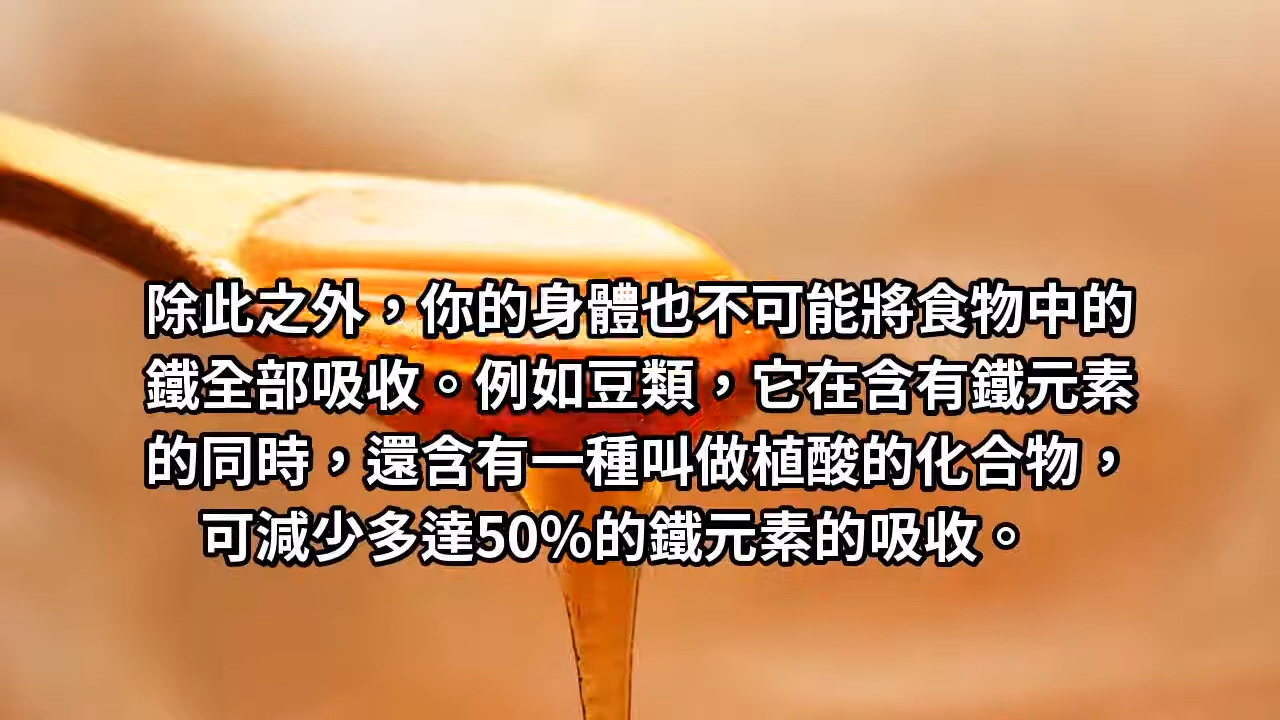 除此之外，你的身體也不可能將食物中的
鐵全部吸收。例如豆類，它在含有鐵元素
的同時，還含有一種叫做植酸的化合物，
可減少多達50%的鐵元素的吸收。